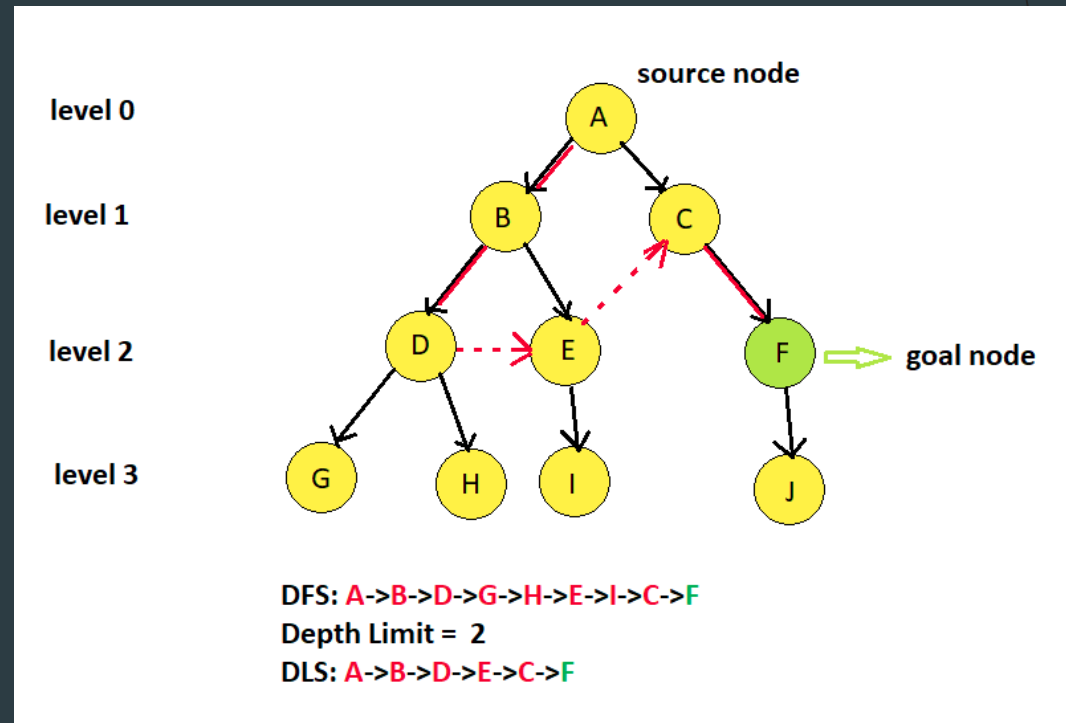 source node
level 0
A
level 1
B
C
level 2
D
E
F
goal node
level 3
G
H
I
J
DFS: A->B->D->G->H->E->I->C->F
Depth Limit = 2
DLS: A->B->D->E->C->F